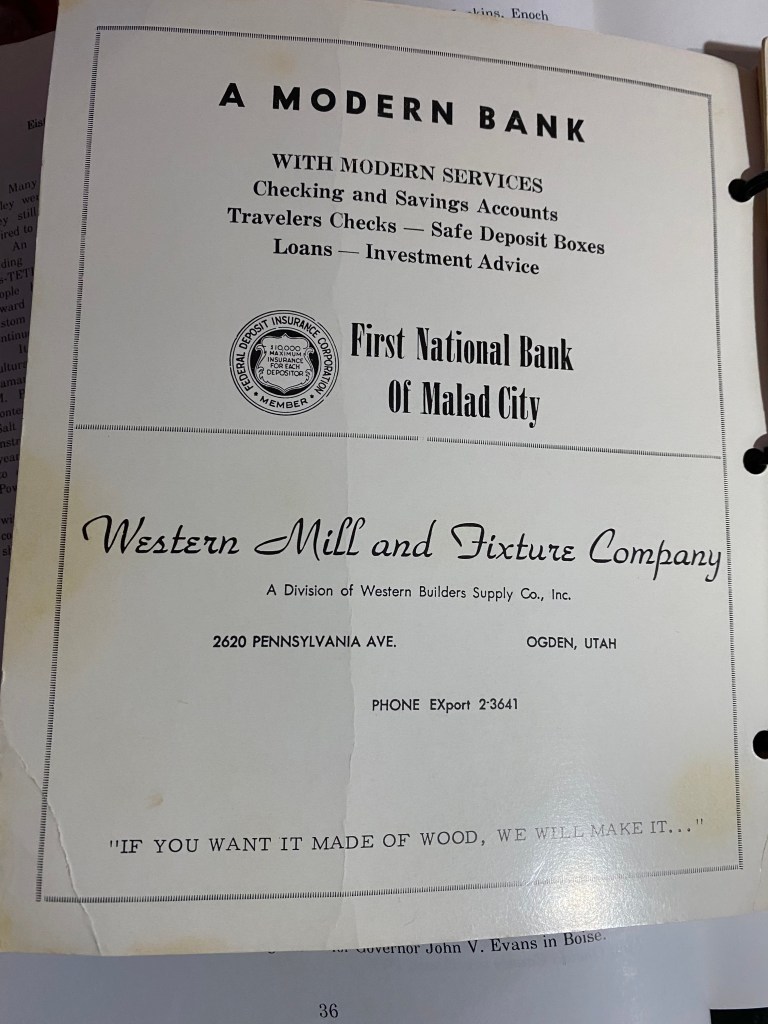 kins, Enoch
A MODERN BANK
WITH MODERN SERVICES
Checking and Savings Accounts
Travelers Checks — Safe Deposit Boxes
Loans — Investment Advice
FEDERAL DEPOSIT INSURANCE CORPORATION
$10,000
MAXIMUM
INSURANCE
FOR EACH
DEPOSITOR
• MEMBER •
First National Bank
Of Malad City
Western Mill and Fixture Company
A Division of Western Builders Supply Co., Inc.
2620 PENNSYLVANIA AVE. OGDEN, UTAH
PHONE EXport 2-3641
"IF YOU WANT IT MADE OF WOOD, WE WILL MAKE IT..."
Governor John V. Evans in Boise.
36
Many
An